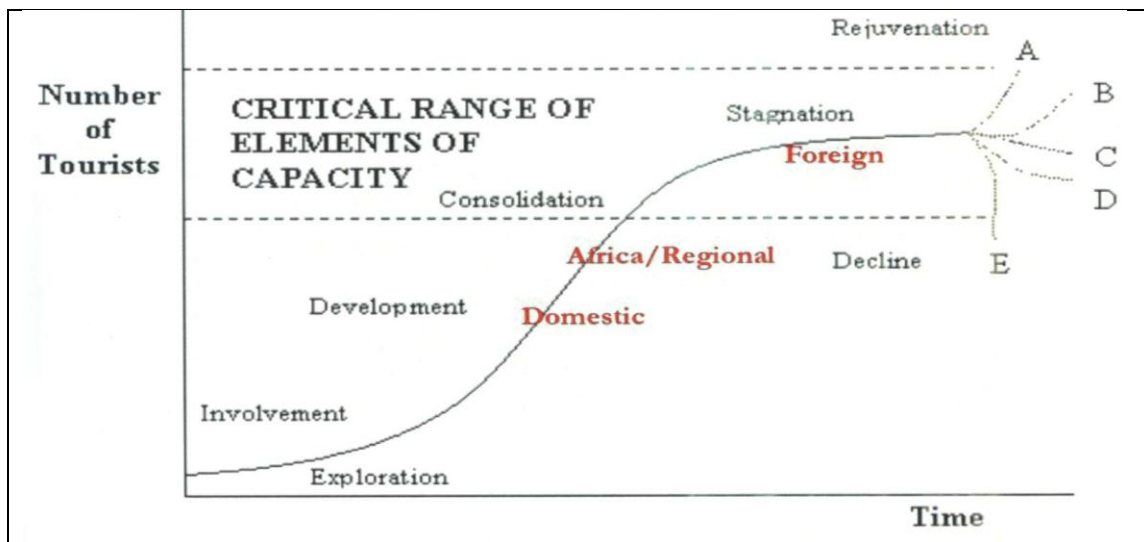 Rejuvenation
A
Number
of
Tourists
B
CRITICAL RANGE OF
ELEMENTS OF
CAPACITY
Stagnation
Foreign
C
Consolidation
D
Africa/Regional
Decline
E
Development
Domestic
Involvement
Exploration
Time